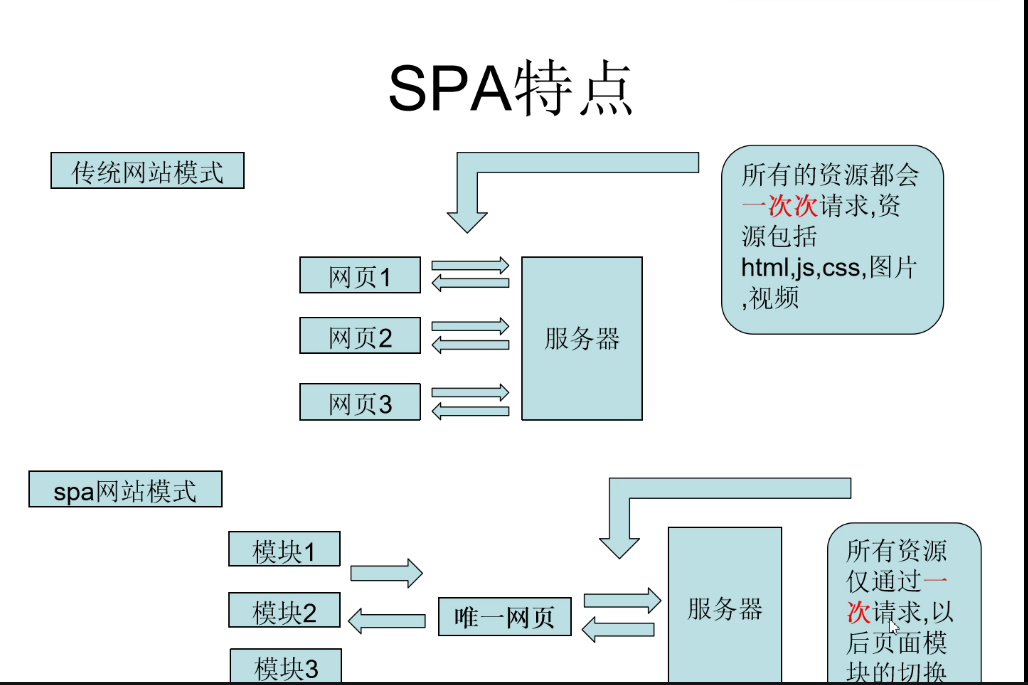 SPA特点
传统网站模式
所有的资源都会
一次次请求,资
源包括
html,js,css,图片
,视频
网页1
网页2
网页3
服务器
spa网站模式
模块1
模块2
模块3
唯一网页
服务器
所有资源
仅通过一
次请求,以
后页面模
块的切换